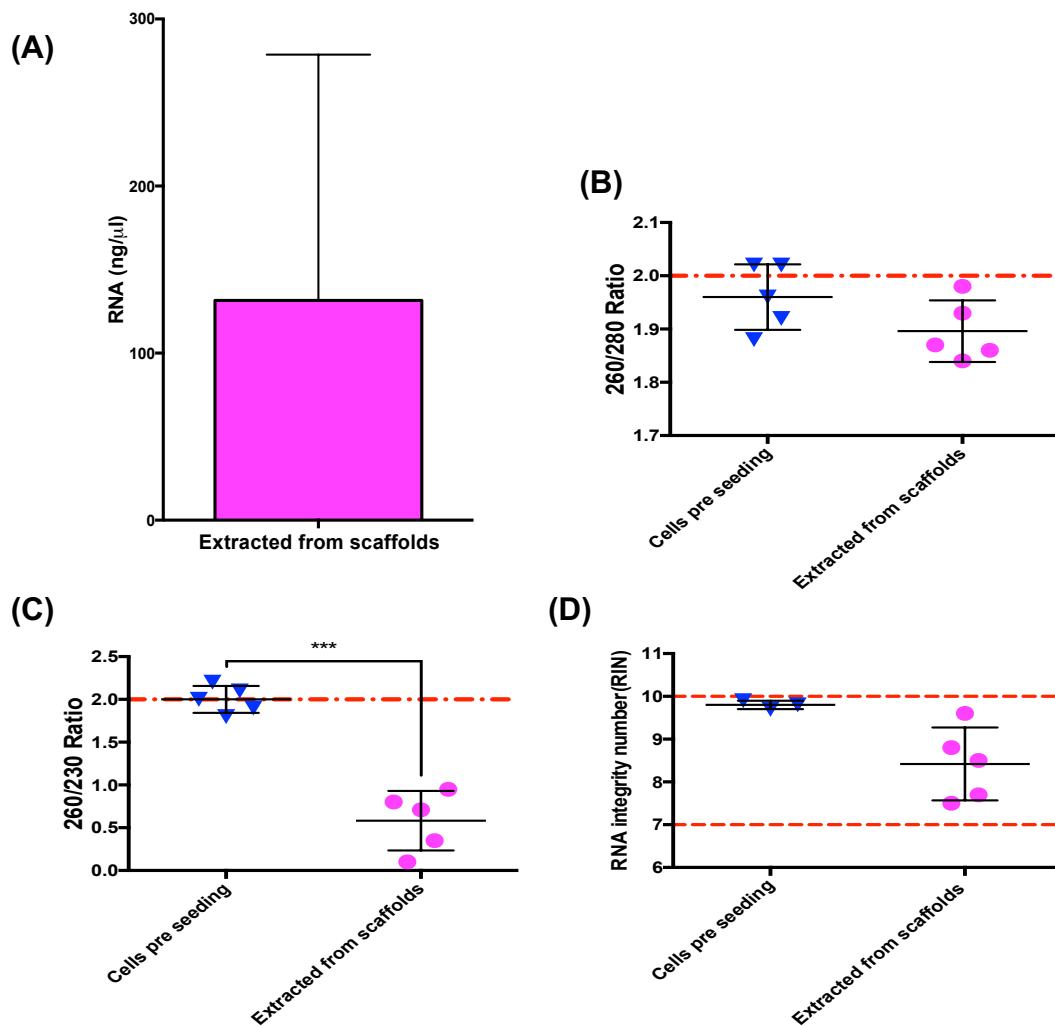 (A)
RNA (ng/μl)
300
200
100
0
Extracted from scaffolds
(B)
260/280 Ratio
2.1
2.0
1.9
1.8
1.7
Cells pre seeding
Extracted from scaffolds
(C)
260/230 Ratio
2.5
2.0
1.5
1.0
0.5
0.0
***
Cells pre seeding
Extracted from scaffolds
(D)
RNA integrity number(RIN)
11
10
9
8
7
6
Cells pre seeding
Extracted from scaffolds